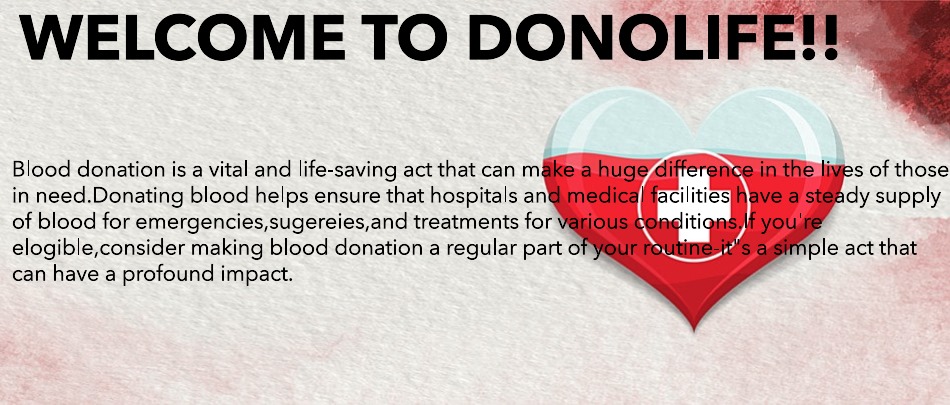 WELCOME TO DONOLIFE!!
Blood donation is a vital and life-saving act that can make a huge difference in the lives of those
in need.Donating blood helps ensure that hospitals and medical facilities have a steady supply
of blood for emergencies,sugereies,and treatments for various conditions.If you're
elogible,consider making blood donation a regular part of your routine-it"s a simple act that
can have a profound impact.